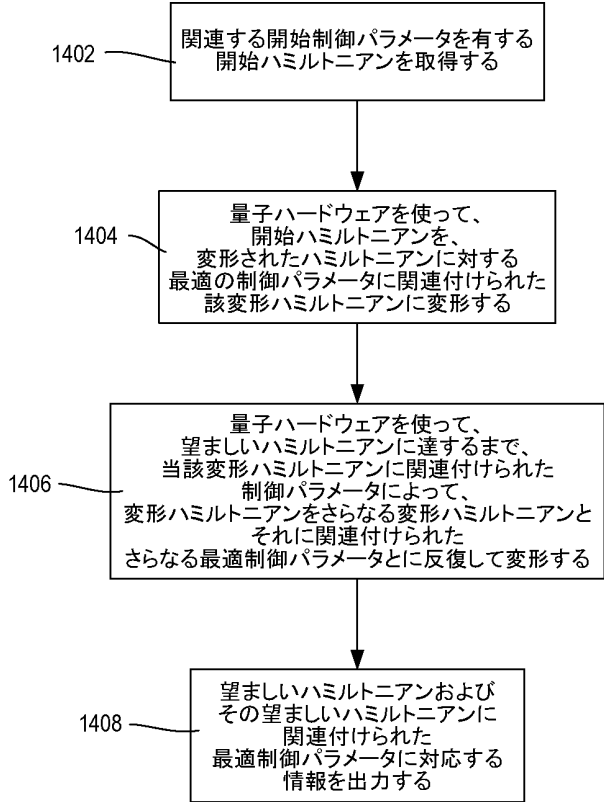 1402
関連する開始制御パラメータを有する
開始ハミルトニアンを取得する
1404
量子ハードウェアを使って、
開始ハミルトニアンを、
変形されたハミルトニアンに対する
最適の制御パラメータに関連付けられた
該変形ハミルトニアンに変形する
1406
量子ハードウェアを使って、
望ましいハミルトニアンに達するまで、
当該変形ハミルトニアンに関連付けられた
制御パラメータによって、
変形ハミルトニアンをさらなる変形ハミルトニアンと
それに関連付けられた
さらなる最適制御パラメータとに反復して変形する
1408
望ましいハミルトニアンおよび
その望ましいハミルトニアンに
関連付けられた
最適制御パラメータに対応する
情報を出力する